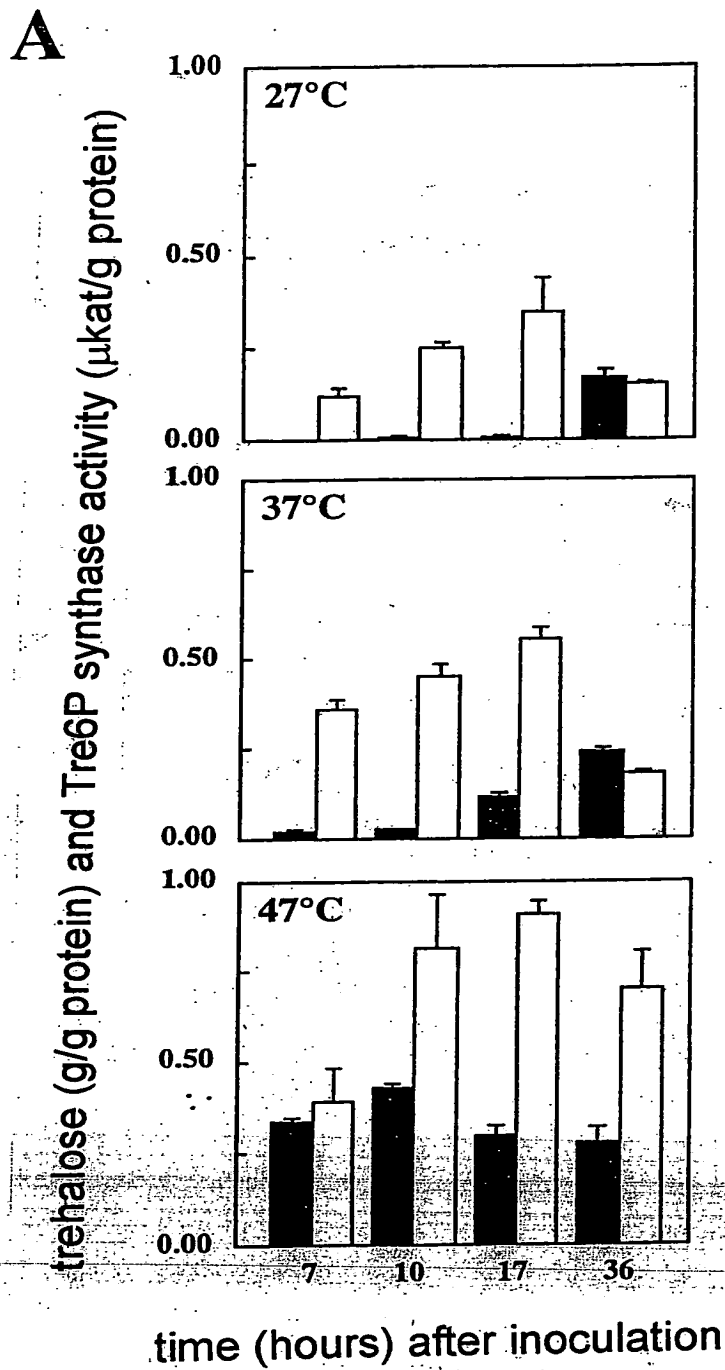 A
trehalose (g/g protein) and Tre6P synthase activity (μkat/g protein)
1.00
27°C
0.50
0.00
1.00
37°C
0.50
0.00
1.00
47°C
0.50
0.00
7 10 17 36
time (hours) after inoculation